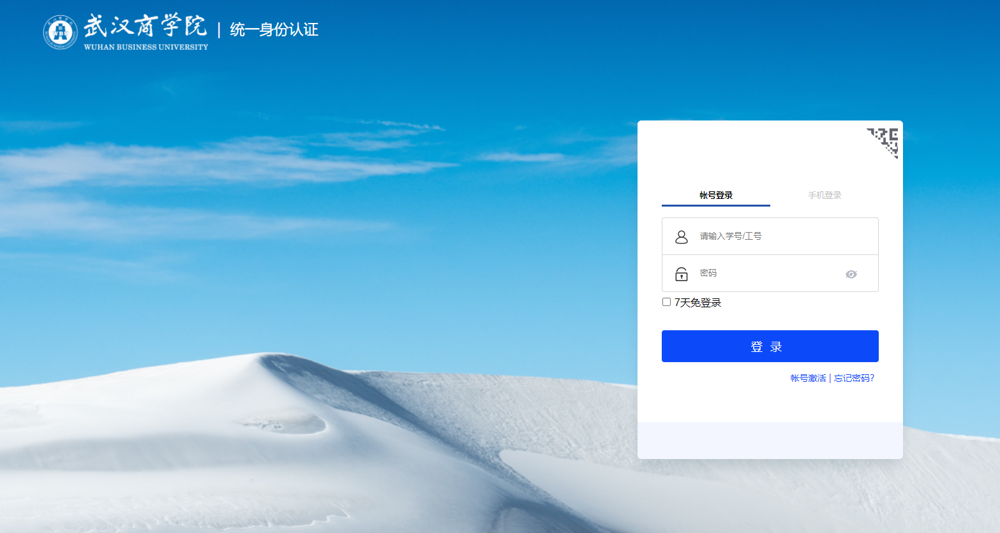 武汉商学院 | 统一身份认证
WUHAN BUSINESS UNIVERSITY
帐号登录 手机登录
请输入学号/工号
密码
7天免登录
登 录
帐号激活 | 忘记密码?